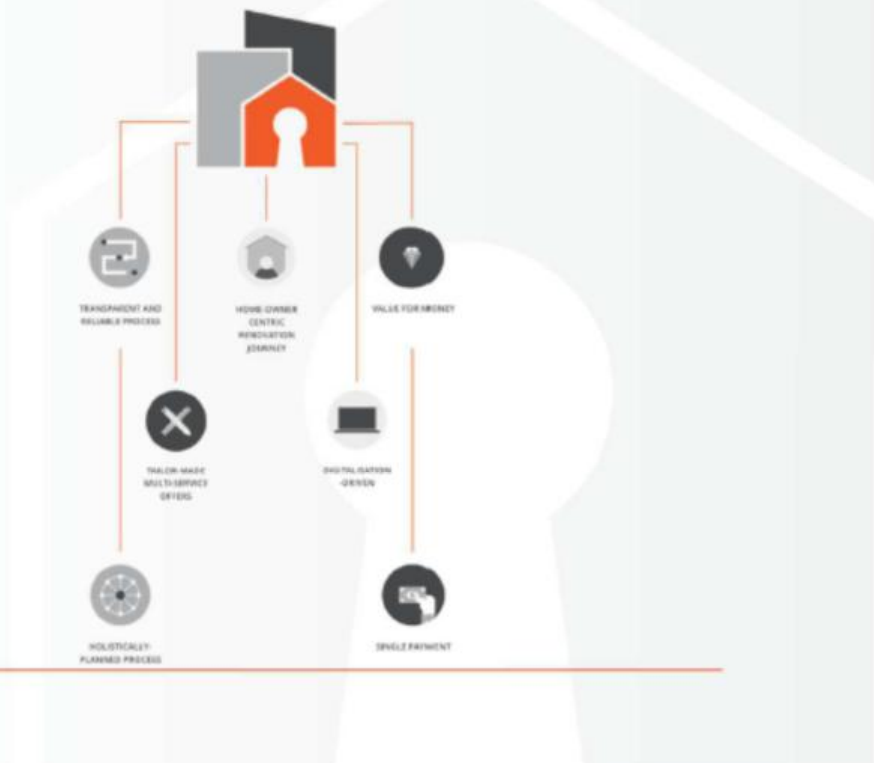 TRANSPARENT AND
RELIABLE PROCESS
HOME-OWNER
CENTRIC
RENOVATION
JOURNEY
VALUE FOR MONEY
TAILOR-MADE
MULTI-SERVICE
OFFERS
DIGITALISATION
-DRIVEN
HOLISTICALLY-
PLANNED PROCESS
SINGLE PAYMENT